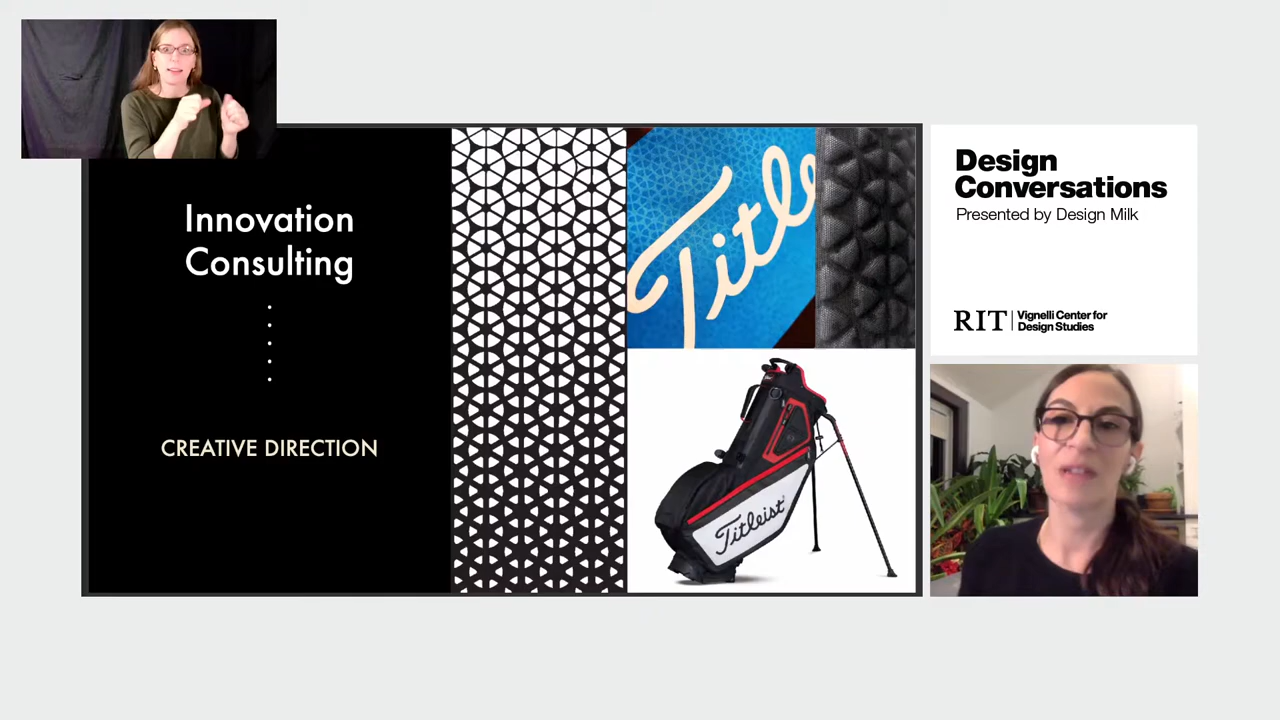 Innovation
Consulting
CREATIVE DIRECTION
Title
Titleist
Design
Conversations
Presented by Design Milk
RIT
Vignelli Center for
Design Studies